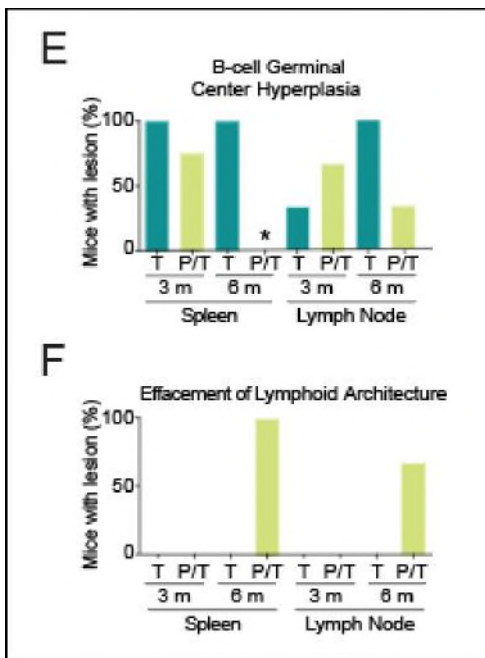 E
B-cell Germinal
Center Hyperplasia
Mice with lesion (%)
100
50
0
*
T P/T T P/T T P/T T P/T
3 m 6 m 3 m 6 m
Spleen Lymph Node
F
Effacement of Lymphoid Architecture
Mice with lesion (%)
100
50
0
T P/T T P/T T P/T T P/T
3 m 6 m 3 m 6 m
Spleen Lymph Node